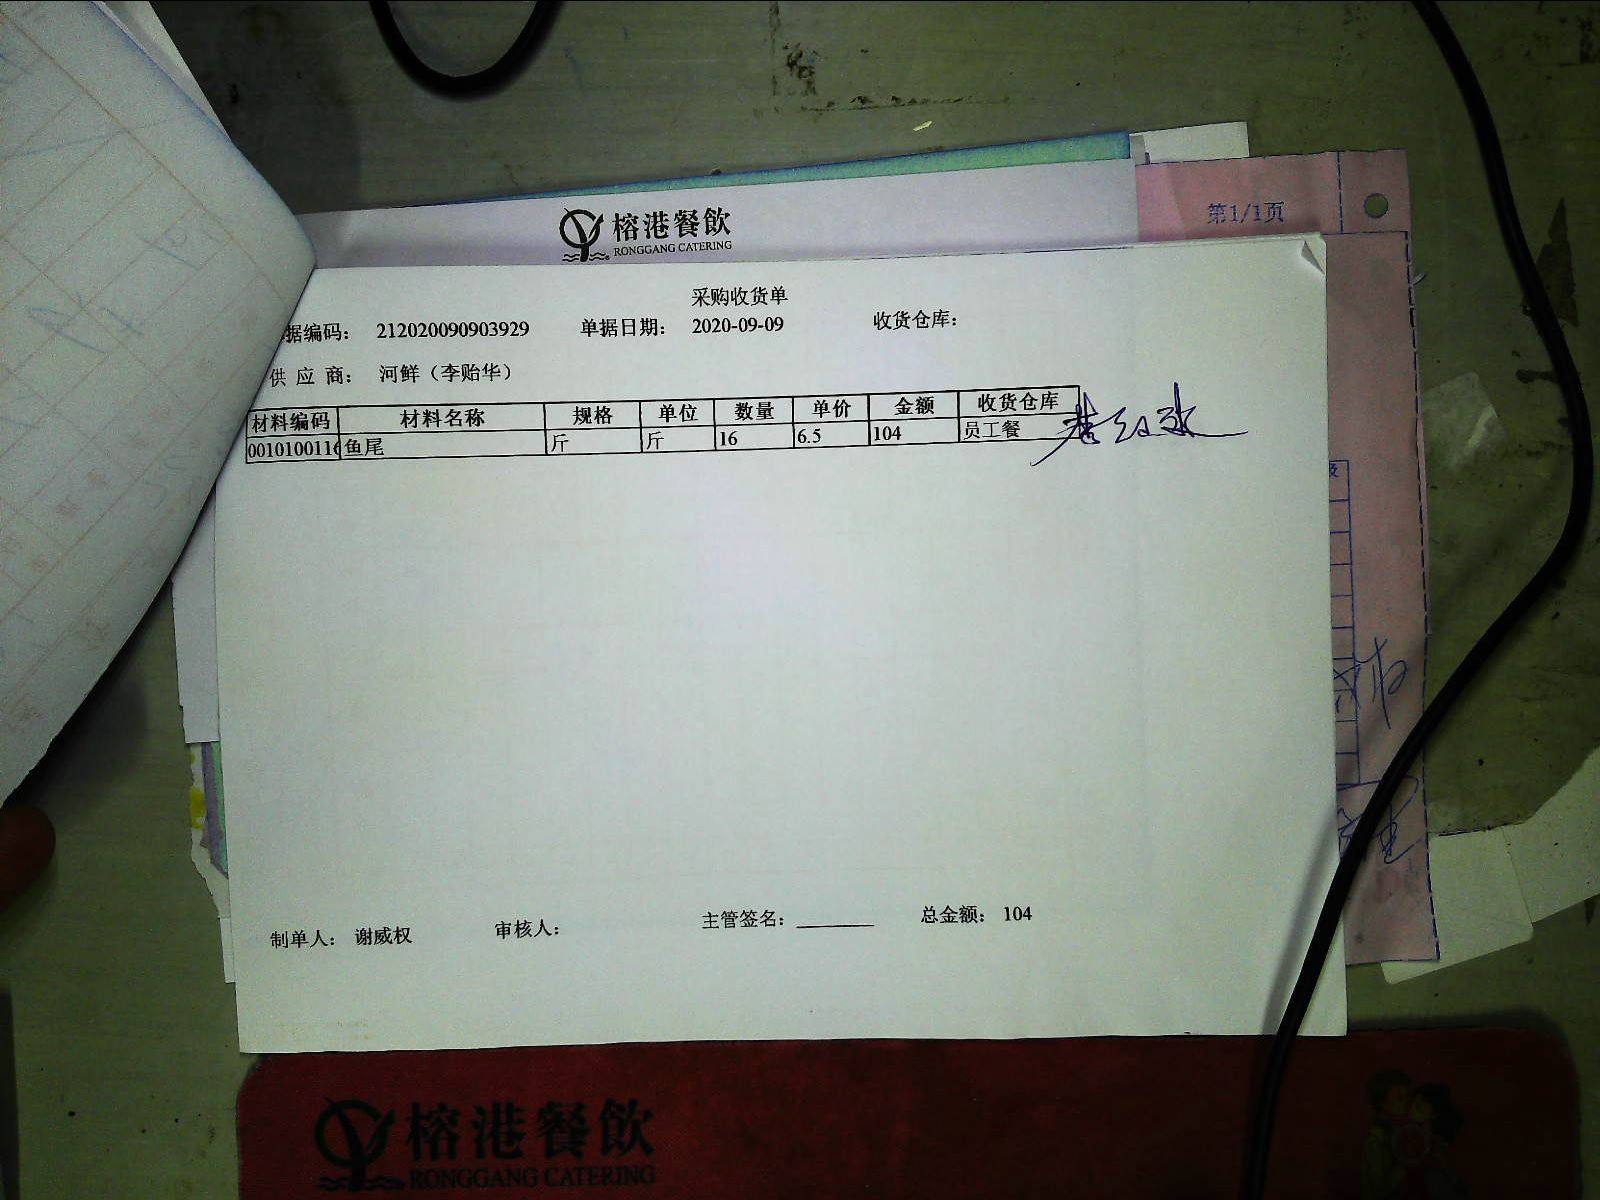 第1/1页
榕港餐飲
RONGGANG CATERING
采购收货单
据编码： 212020090903929 单据日期： 2020-09-09 收货仓库：
供 应 商： 河鲜（李贻华）
材料编码 材料名称 规格 单位 数量 单价 金额 收货仓库
0010100116 鱼尾 斤 斤 16 6.5 104 员工餐
制单人： 谢威权 审核人： 主管签名： 总金额： 104
榕港餐飲
RONGGANG CATERING